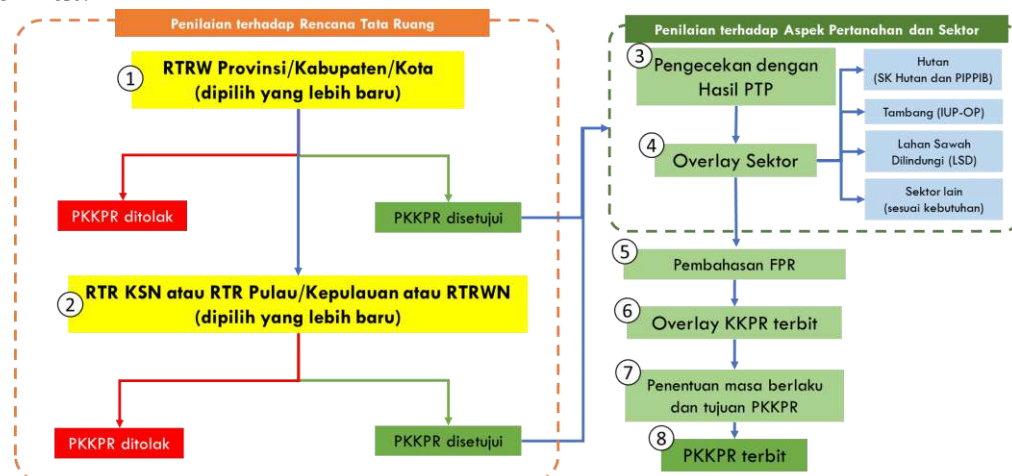 Penilaian terhadap Rencana Tata Ruang
1
RTRW Provinsi/Kabupaten/Kota
(dipilih yang lebih baru)
PKKPR ditolak
PKKPR disetujui
2
RTR KSN atau RTR Pulau/Kepulauan atau RTRWN
(dipilih yang lebih baru)
PKKPR ditolak
PKKPR disetujui
Penilaian terhadap Aspek Pertanahan dan Sektor
3
Pengecekan dengan
Hasil PTP
4
Overlay Sektor
Hutan
(SK Hutan dan PIPPIB)
Tambang (IUP-OP)
Lahan Sawah
Dilindungi (LSD)
Sektor lain
(sesuai kebutuhan)
5
Pembahasan FPR
6
Overlay KKPR terbit
7
Penentuan masa berlaku
dan tujuan PKKPR
8
PKKPR terbit